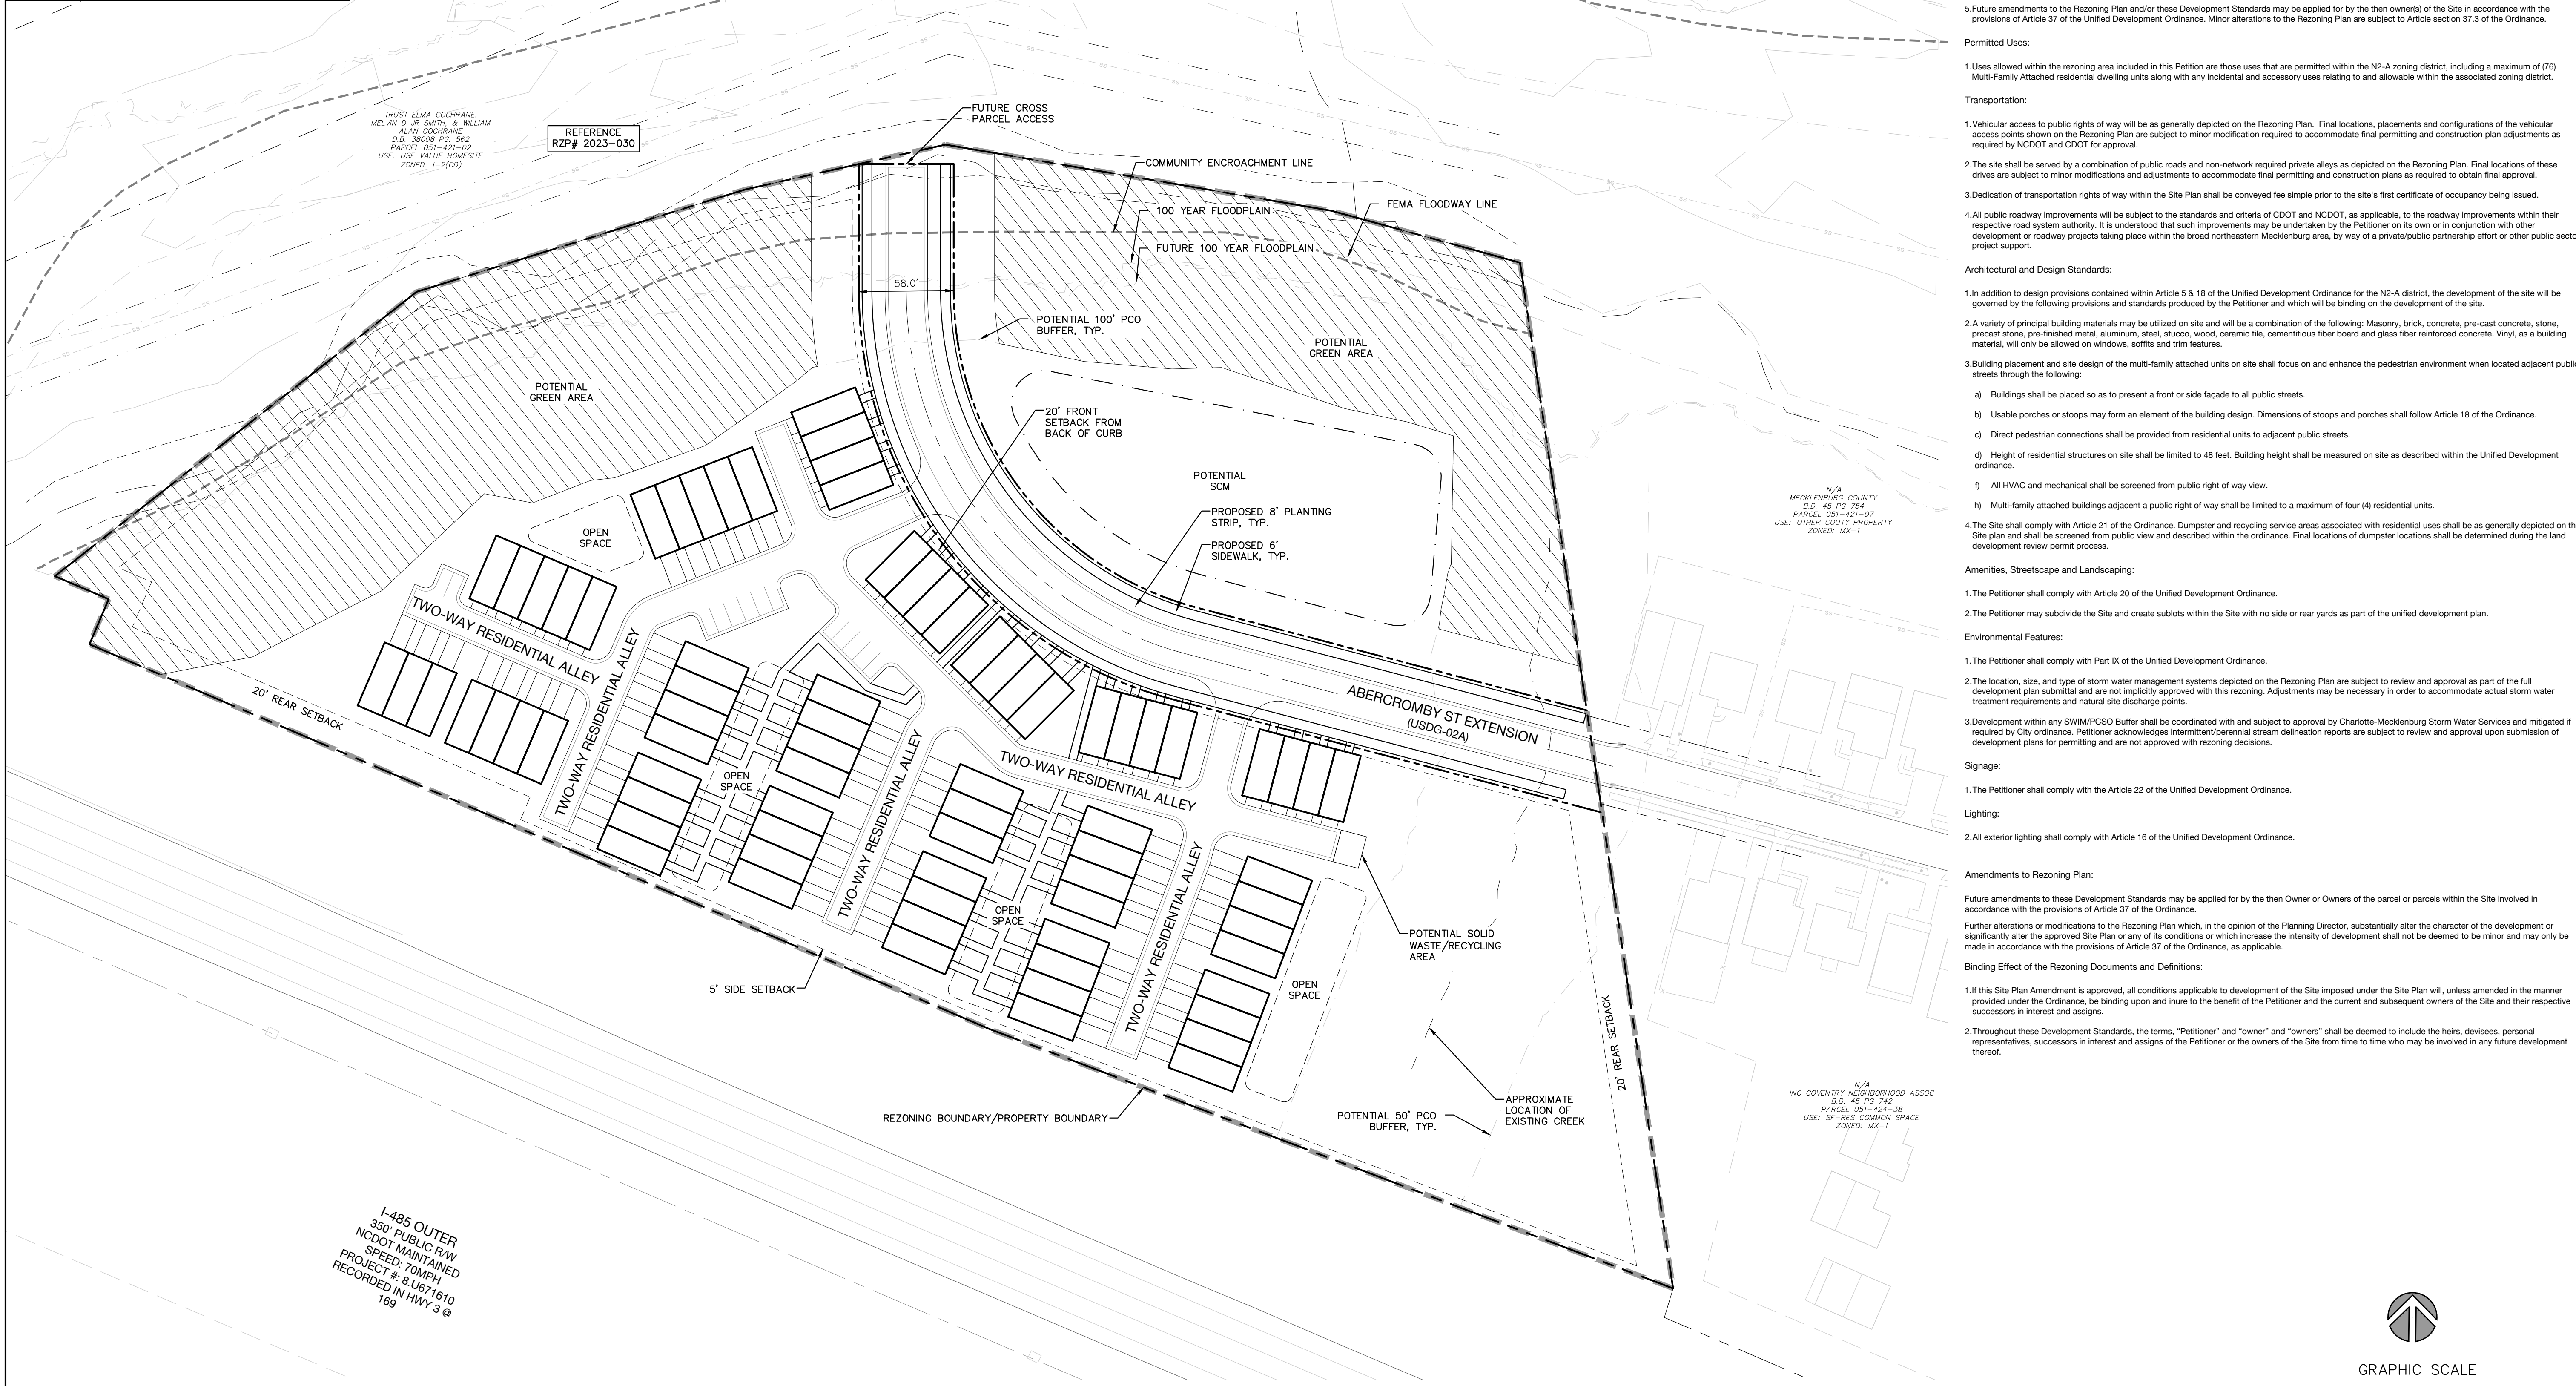 TRUST ELMA COCHRANE,
MELVIN D JR SMITH, & WLLIAM
ALAN COCHRANE
D.B. 38008 PG. 562
PARCEL 051-421-02
USE: USE VALUE HOMESITE
ZONED: I-2(CD)
REFERENCE
RZP# 2023-030
FUTURE CROSS
PARCEL ACCESS
COMMUNITY ENCROACHMENT LINE
100 YEAR FLOODPLAIN
FEMA FLOODWAY LINE
FUTURE 100 YEAR FLOODPLAIN
58.0'
POTENTIAL 100' PCO
BUFFER, TYP.
POTENTIAL
GREEN AREA
POTENTIAL
GREEN AREA
20' FRONT
SETBACK FROM
BACK OF CURB
POTENTIAL
SCM
PROPOSED 8' PLANTING
STRIP, TYP.
PROPOSED 6'
SIDEWALK, TYP.
N/A
MECKLENBURG COUNTY
B.D. 45 PG 754
PARCEL 051-421-07
USE: OTHER COUTY PROPERTY
ZONED: MX-1
OPEN
SPACE
TWO-WAY RESIDENTIAL ALLEY
TWO-WAY RESIDENTIAL ALLEY
20' REAR SETBACK
ABERCROMBY ST EXTENSION
(USDG-02A)
OPEN
SPACE
TWO-WAY RESIDENTIAL ALLEY
TWO-WAY RESIDENTIAL ALLEY
OPEN
SPACE
TWO-WAY RESIDENTIAL ALLEY
POTENTIAL SOLID
WASTE/RECYCLING
AREA
OPEN
SPACE
5' SIDE SETBACK
20' REAR SETBACK
REZONING BOUNDARY/PROPERTY BOUNDARY
POTENTIAL 50' PCO
BUFFER, TYP.
APPROXIMATE
LOCATION OF
EXISTING CREEK
N/A
INC COVENTRY NEIGHBORHOOD ASSOC
B.D. 45 PG 742
PARCEL 051-424-38
USE: SF-RES COMMON SPACE
ZONED: MX-1
I-485 OUTER
350' PUBLIC R/W
NCDOT MAINTAINED
SPEED: 70MPH
PROJECT #: 8.U671610
RECORDED IN HWY 3 @
169
5.Future amendments to the Rezoning Plan and/or these Development Standards may be applied for by the then owner(s) of the Site in accordance with the
provisions of Article 37 of the Unified Development Ordinance. Minor alterations to the Rezoning Plan are subject to Article section 37.3 of the Ordinance.
Permitted Uses:
1.Uses allowed within the rezoning area included in this Petition are those uses that are permitted within the N2-A zoning district, including a maximum of (76)
Multi-Family Attached residential dwelling units along with any incidental and accessory uses relating to and allowable within the associated zoning district.
Transportation:
1.Vehicular access to public rights of way will be as generally depicted on the Rezoning Plan. Final locations, placements and configurations of the vehicular
access points shown on the Rezoning Plan are subject to minor modification required to accommodate final permitting and construction plan adjustments as
required by NCDOT and CDOT for approval.
2.The site shall be served by a combination of public roads and non-network required private alleys as depicted on the Rezoning Plan. Final locations of these
drives are subject to minor modifications and adjustments to accommodate final permitting and construction plans as required to obtain final approval.
3.Dedication of transportation rights of way within the Site Plan shall be conveyed fee simple prior to the site's first certificate of occupancy being issued.
4.All public roadway improvements will be subject to the standards and criteria of CDOT and NCDOT, as applicable, to the roadway improvements within their
respective road system authority. It is understood that such improvements may be undertaken by the Petitioner on its own or in conjunction with other
development or roadway projects taking place within the broad northeastern Mecklenburg area, by way of a private/public partnership effort or other public secto
project support.
Architectural and Design Standards:
1.In addition to design provisions contained within Article 5 & 18 of the Unified Development Ordinance for the N2-A district, the development of the site will be
governed by the following provisions and standards produced by the Petitioner and which will be binding on the development of the site.
2.A variety of principal building materials may be utilized on site and will be a combination of the following: Masonry, brick, concrete, pre-cast concrete, stone,
precast stone, pre-finished metal, aluminum, steel, stucco, wood, ceramic tile, cementitious fiber board and glass fiber reinforced concrete. Vinyl, as a building
material, will only be allowed on windows, soffits and trim features.
3.Building placement and site design of the multi-family attached units on site shall focus on and enhance the pedestrian environment when located adjacent public
streets through the following:
a) Buildings shall be placed so as to present a front or side façade to all public streets.
b) Usable porches or stoops may form an element of the building design. Dimensions of stoops and porches shall follow Article 18 of the Ordinance.
c) Direct pedestrian connections shall be provided from residential units to adjacent public streets.
d) Height of residential structures on site shall be limited to 48 feet. Building height shall be measured on site as described within the Unified Development
ordinance.
f) All HVAC and mechanical shall be screened from public right of way view.
h) Multi-family attached buildings adjacent a public right of way shall be limited to a maximum of four (4) residential units.
4.The Site shall comply with Article 21 of the Ordinance. Dumpster and recycling service areas associated with residential uses shall be as generally depicted on th
Site plan and shall be screened from public view and described within the ordinance. Final locations of dumpster locations shall be determined during the land
development review permit process.
Amenities, Streetscape and Landscaping:
1.The Petitioner shall comply with Article 20 of the Unified Development Ordinance.
2.The Petitioner may subdivide the Site and create sublots within the Site with no side or rear yards as part of the unified development plan.
Environmental Features:
1.The Petitioner shall comply with Part IX of the Unified Development Ordinance.
2.The location, size, and type of storm water management systems depicted on the Rezoning Plan are subject to review and approval as part of the full
development plan submittal and are not implicitly approved with this rezoning. Adjustments may be necessary in order to accommodate actual storm water
treatment requirements and natural site discharge points.
3.Development within any SWIM/PCSO Buffer shall be coordinated with and subject to approval by Charlotte-Mecklenburg Storm Water Services and mitigated if
required by City ordinance. Petitioner acknowledges intermittent/perennial stream delineation reports are subject to review and approval upon submission of
development plans for permitting and are not approved with rezoning decisions.
Signage:
1.The Petitioner shall comply with the Article 22 of the Unified Development Ordinance.
Lighting:
2.All exterior lighting shall comply with Article 16 of the Unified Development Ordinance.
Amendments to Rezoning Plan:
Future amendments to these Development Standards may be applied for by the then Owner or Owners of the parcel or parcels within the Site involved in
accordance with the provisions of Article 37 of the Ordinance.
Further alterations or modifications to the Rezoning Plan which, in the opinion of the Planning Director, substantially alter the character of the development or
significantly alter the approved Site Plan or any of its conditions or which increase the intensity of development shall not be deemed to be minor and may only be
made in accordance with the provisions of Article 37 of the Ordinance, as applicable.
Binding Effect of the Rezoning Documents and Definitions:
1.If this Site Plan Amendment is approved, all conditions applicable to development of the Site imposed under the Site Plan will, unless amended in the manner
provided under the Ordinance, be binding upon and inure to the benefit of the Petitioner and the current and subsequent owners of the Site and their respective
successors in interest and assigns.
2.Throughout these Development Standards, the terms, “Petitioner” and “owner” and “owners” shall be deemed to include the heirs, devisees, personal
representatives, successors in interest and assigns of the Petitioner or the owners of the Site from time to time who may be involved in any future development
thereof.
GRAPHIC SCALE